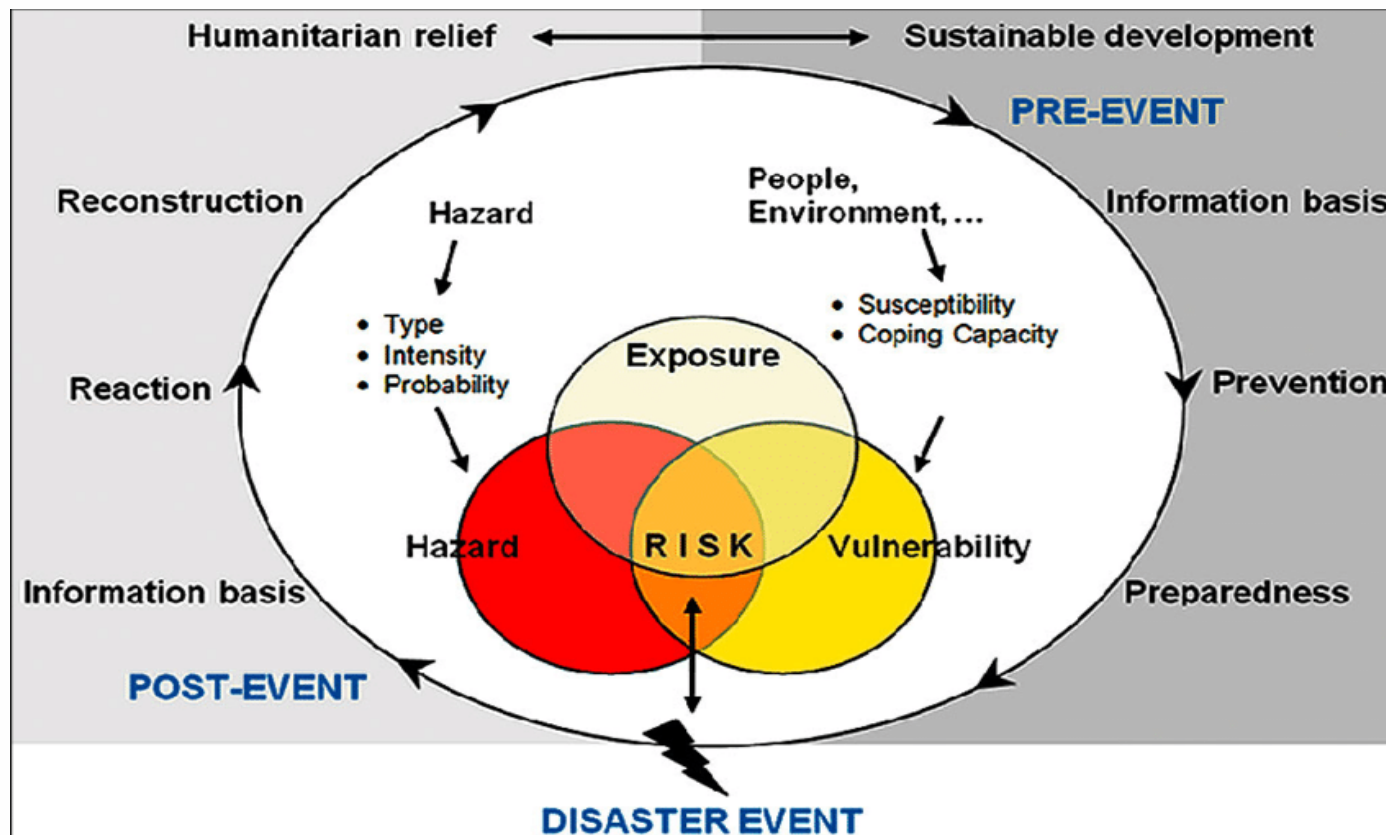 Humanitarian relief
Sustainable development
PRE-EVENT
Reconstruction
Hazard
People,
Environment, ...
Information basis
• Type
• Intensity
• Probability
• Susceptibility
• Coping Capacity
Exposure
Reaction
Prevention
Hazard
RISK
Vulnerability
Information basis
Preparedness
POST-EVENT
DISASTER EVENT